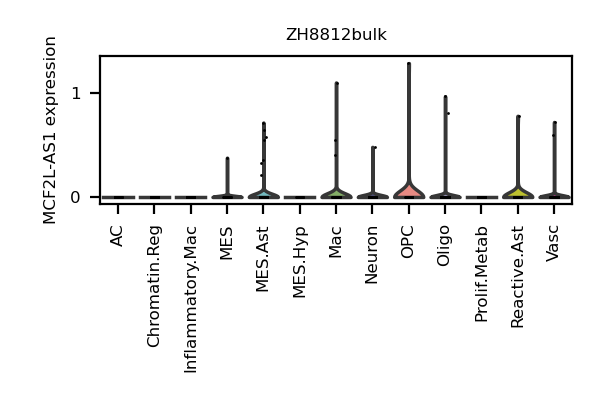 ZH8812bulk
MCF2L-AS1 expression
1
0
AC
Chromatin.Reg
Inflammatory.Mac
MES
MES.Ast
MES.Hyp
Mac
Neuron
OPC
Oligo
Prolif.Metab
Reactive.Ast
Vasc